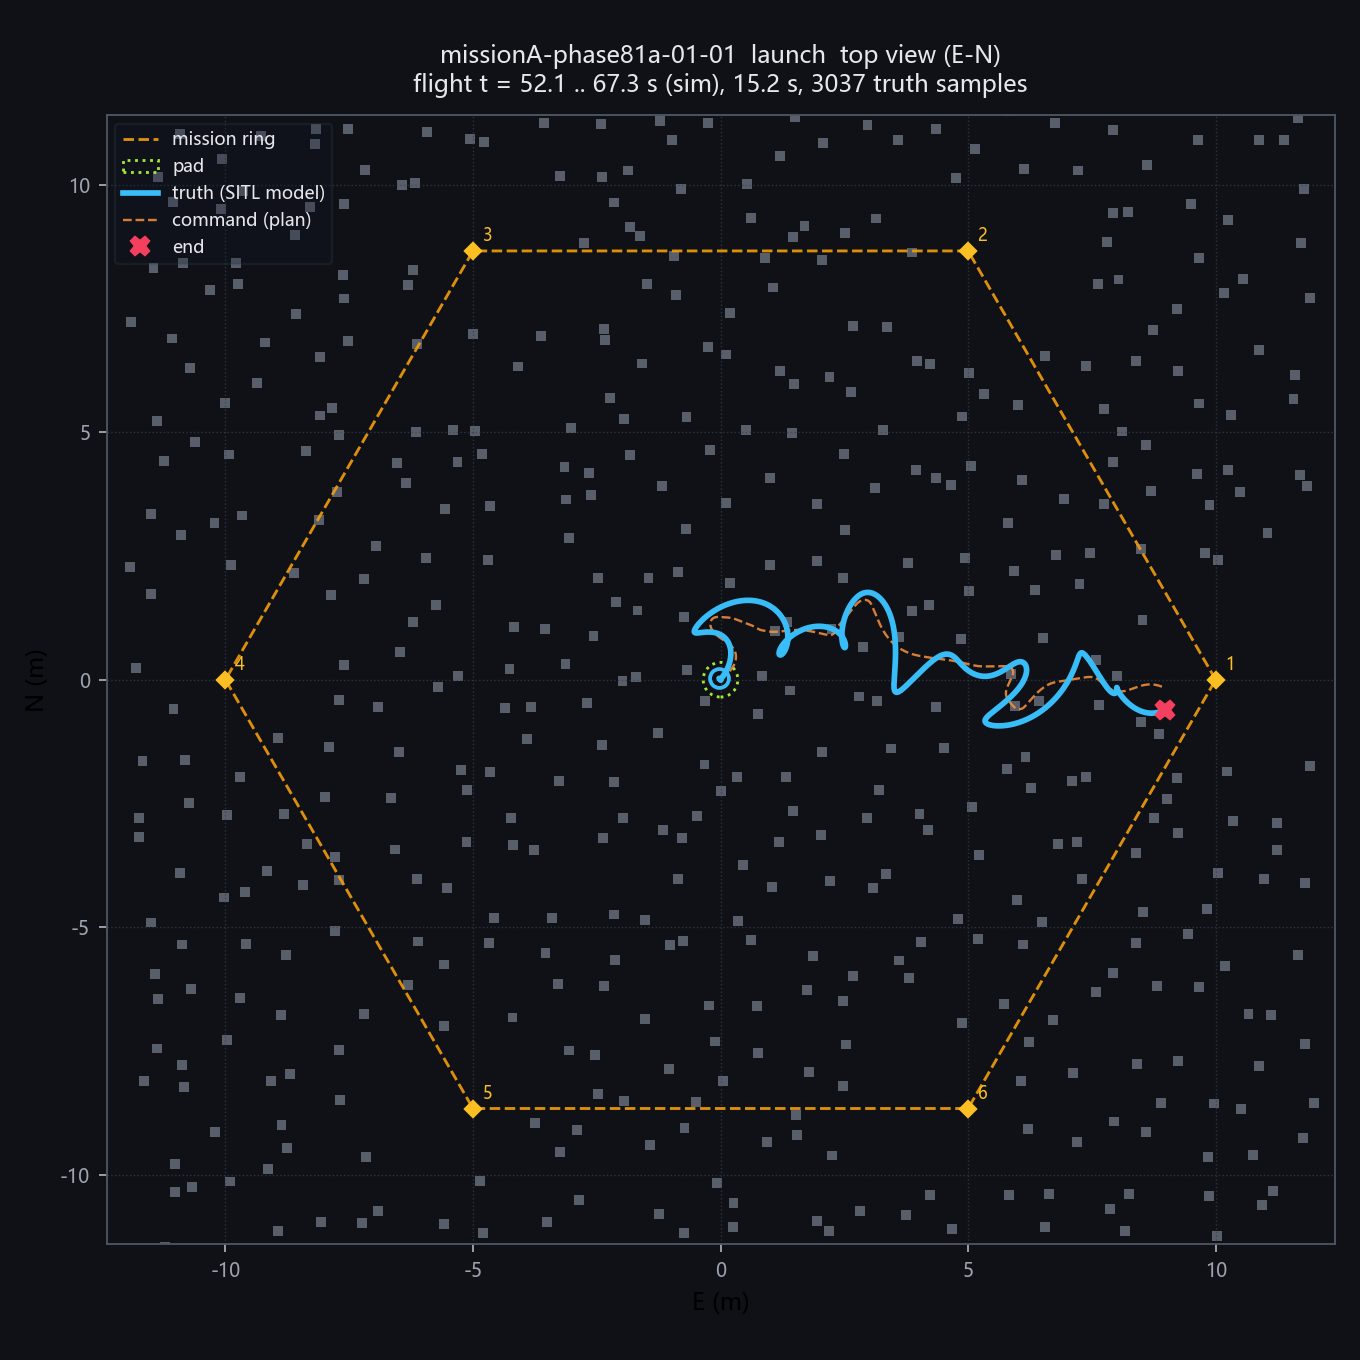 missionA-phase81a-01-01 launch top view (E-N)
flight t = 52.1 .. 67.3 s (sim), 15.2 s, 3037 truth samples
mission ring
pad
truth (SITL model)
command (plan)
end
10
5
0
-5
-10
N (m)
3
2
4
1
5
6
-10
-5
0
5
10
E (m)